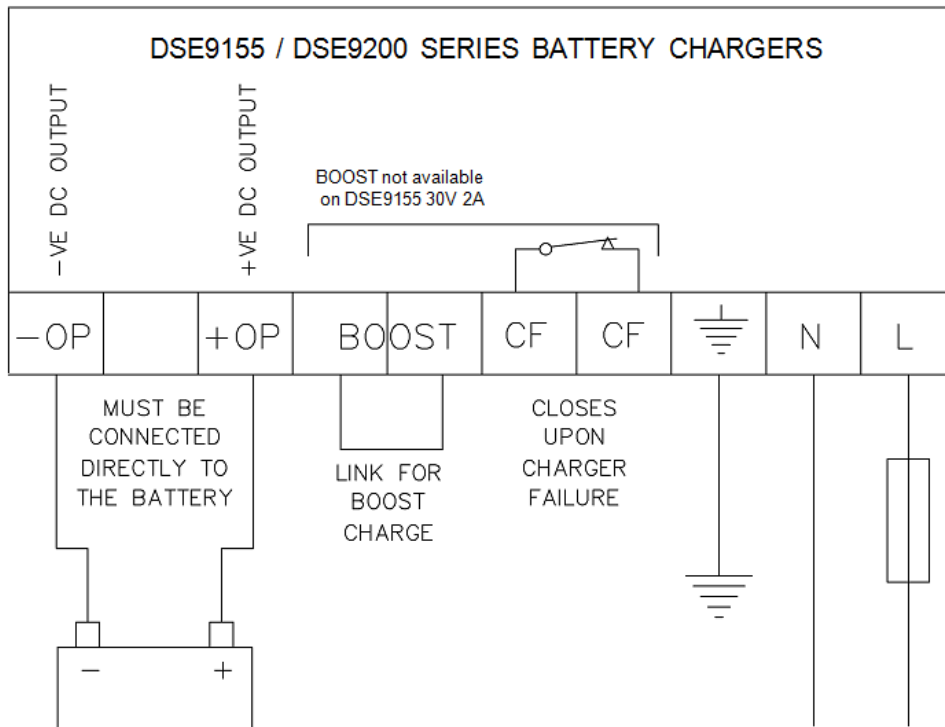 DSE9155 / DSE9200 SERIES BATTERY CHARGERS
−VE DC OUTPUT
+VE DC OUTPUT
BOOST not available
on DSE9155 30V 2A
−OP +OP BOOST CF CF N L
MUST BE
CONNECTED
DIRECTLY TO
THE BATTERY
LINK FOR
BOOST
CHARGE
CLOSES
UPON
CHARGER
FAILURE
− +